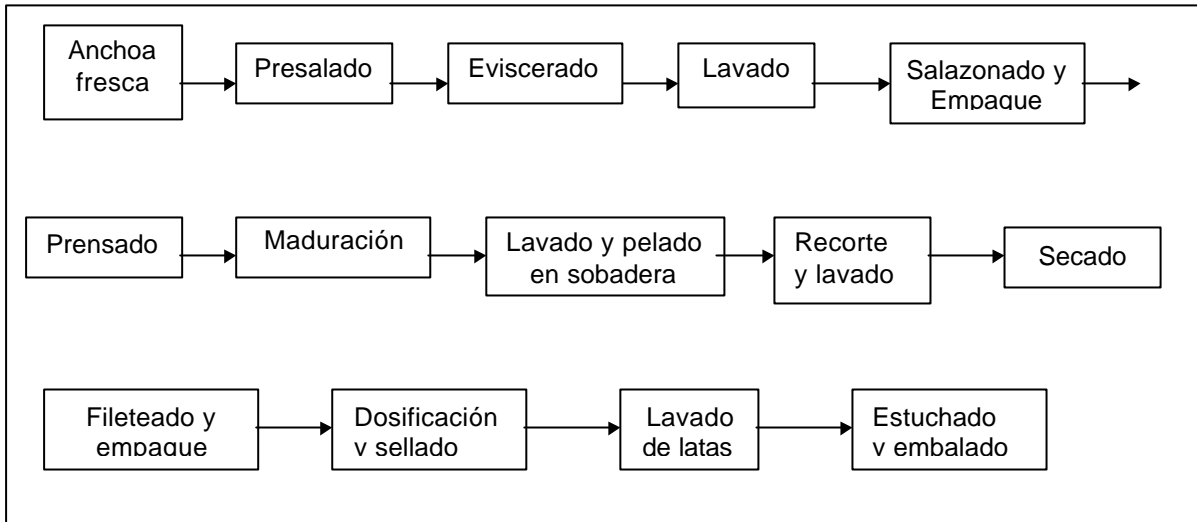 Anchoa
fresca
Presalado
Eviscerado
Lavado
Salazonado y
Empaque
Prensado
Maduración
Lavado y pelado
en sobadera
Recorte
y lavado
Secado
Fileteado y
empaque
Dosificación
y sellado
Lavado
de latas
Estuchado
y embalado